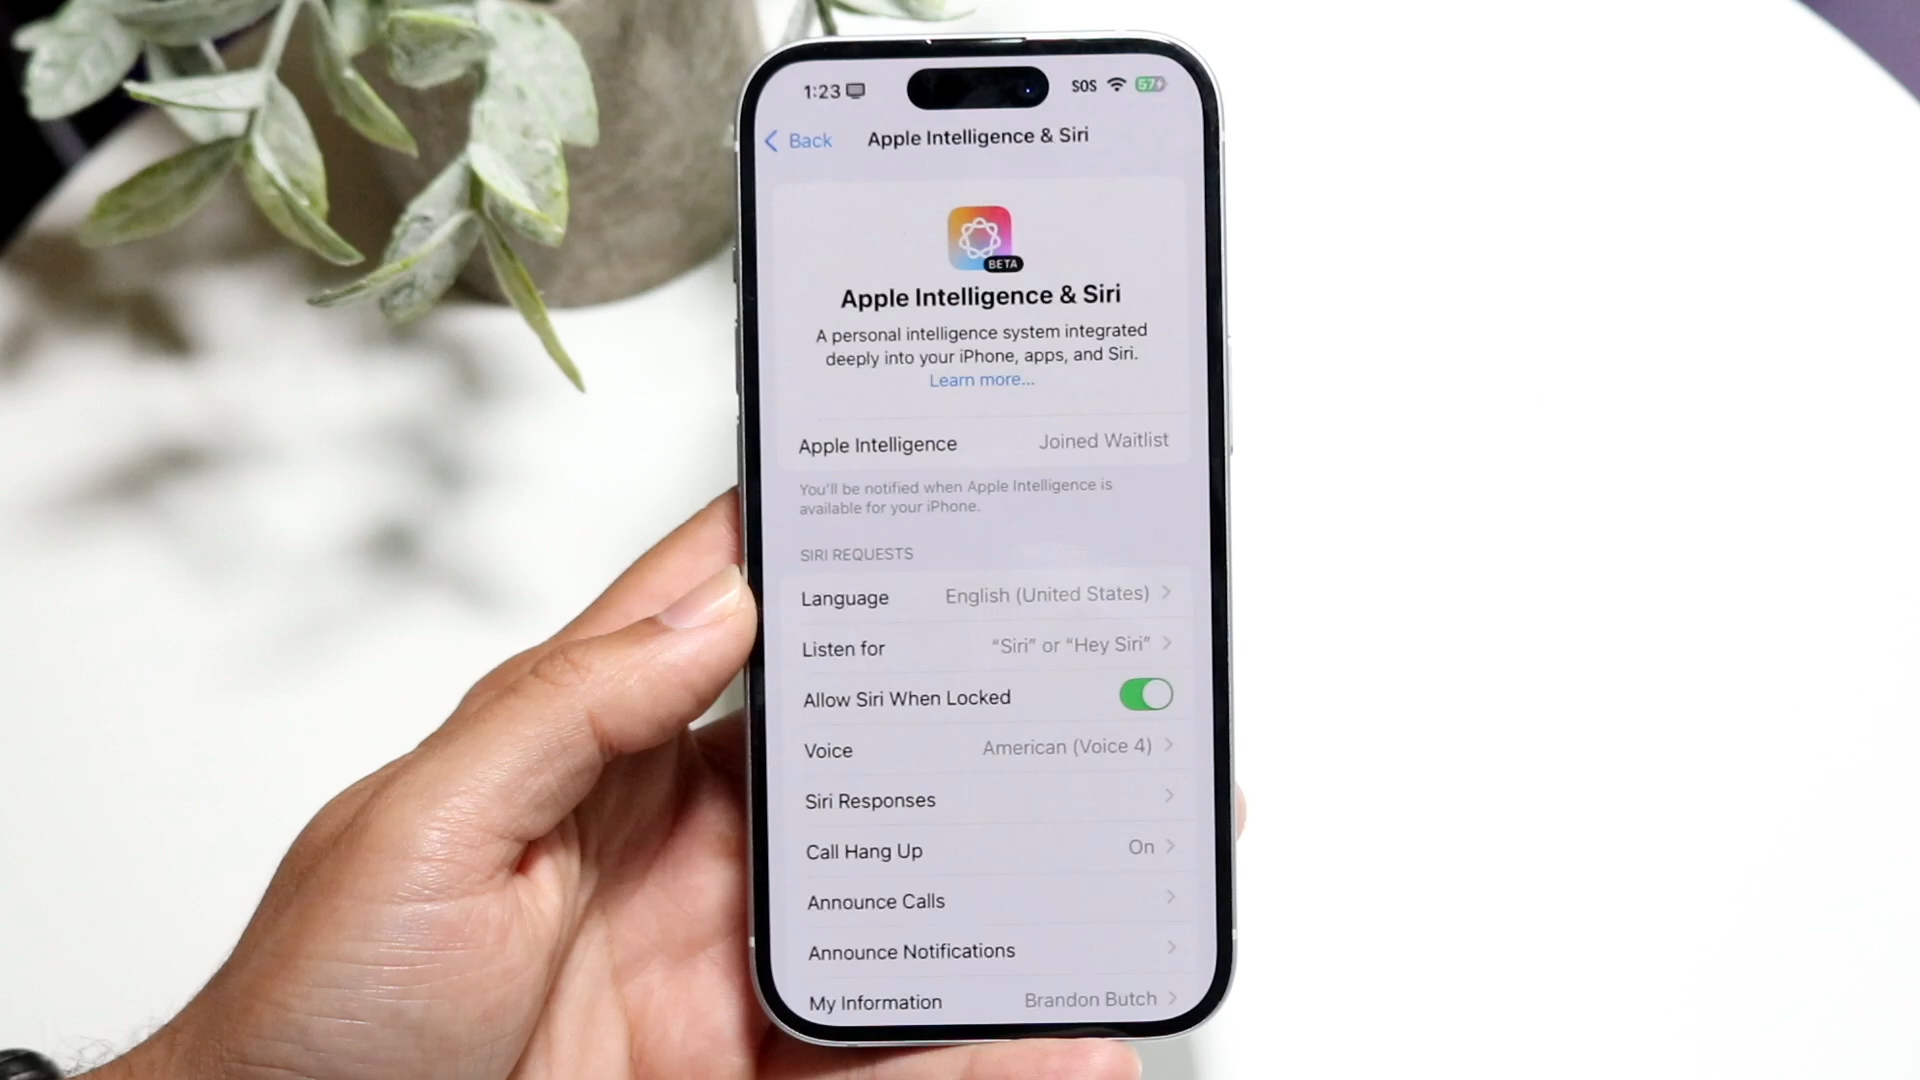 1:23 SOS 67
Back Apple Intelligence & Siri
BETA
Apple Intelligence & Siri
A personal intelligence system integrated
deeply into your iPhone, apps, and Siri.
Learn more...
Apple Intelligence Joined Waitlist
You'll be notified when Apple Intelligence is
available for your iPhone.
SIRI REQUESTS
Language English (United States)
Listen for “Siri” or “Hey Siri”
Allow Siri When Locked
Voice American (Voice 4)
Siri Responses
Call Hang Up On
Announce Calls
Announce Notifications
My Information Brandon Butch